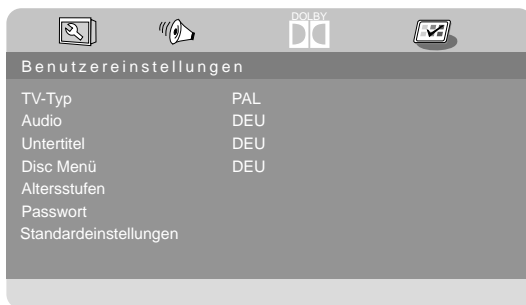 DOLBY
Benutzereinstellungen
TV-Typ PAL
Audio DEU
Untertitel DEU
Disc Menü DEU
Altersstufen
Passwort
Standardeinstellungen